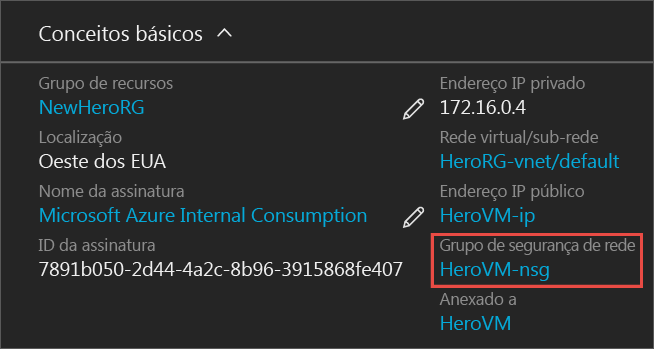 Conceitos básicos
Grupo de recursos
NewHeroRG
Localização
Oeste dos EUA
Nome da assinatura
Microsoft Azure Internal Consumption
ID da assinatura
7891b050-2d44-4a2c-8b96-3915868fe407
Endereço IP privado
172.16.0.4
Rede virtual/sub-rede
HeroRG-vnet/default
Endereço IP público
HeroVM-ip
Grupo de segurança de rede
HeroVM-nsg
Anexado a
HeroVM